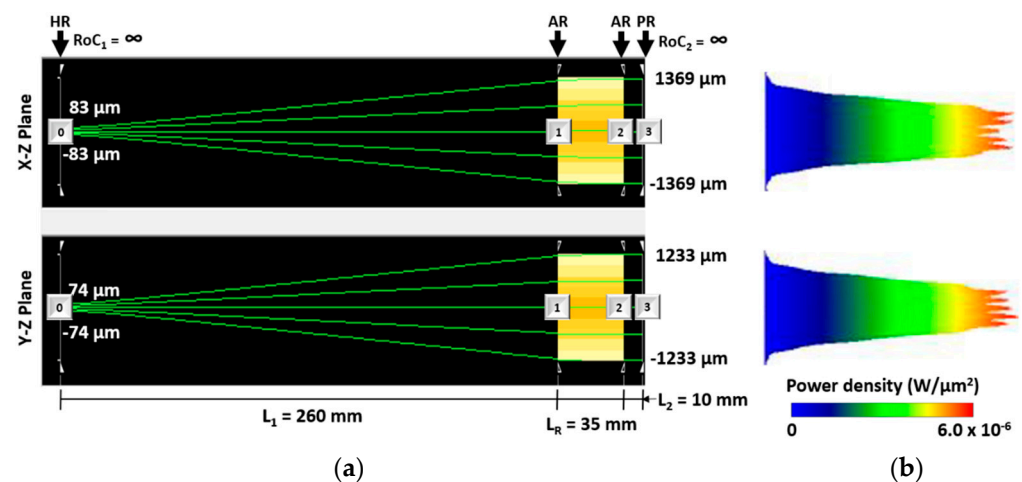 HR AR AR PR
RoC1 = ∞ RoC2 = ∞
X-Z Plane
83 µm
-83 µm
0 1 2 3
1369 µm
-1369 µm
Y-Z Plane
74 µm
-74 µm
0 1 2 3
1233 µm
-1233 µm
L1 = 260 mm
LR = 35 mm
L2 = 10 mm
Power density (W/µm²)
0 6.0 x 10⁻⁶
(a) (b)